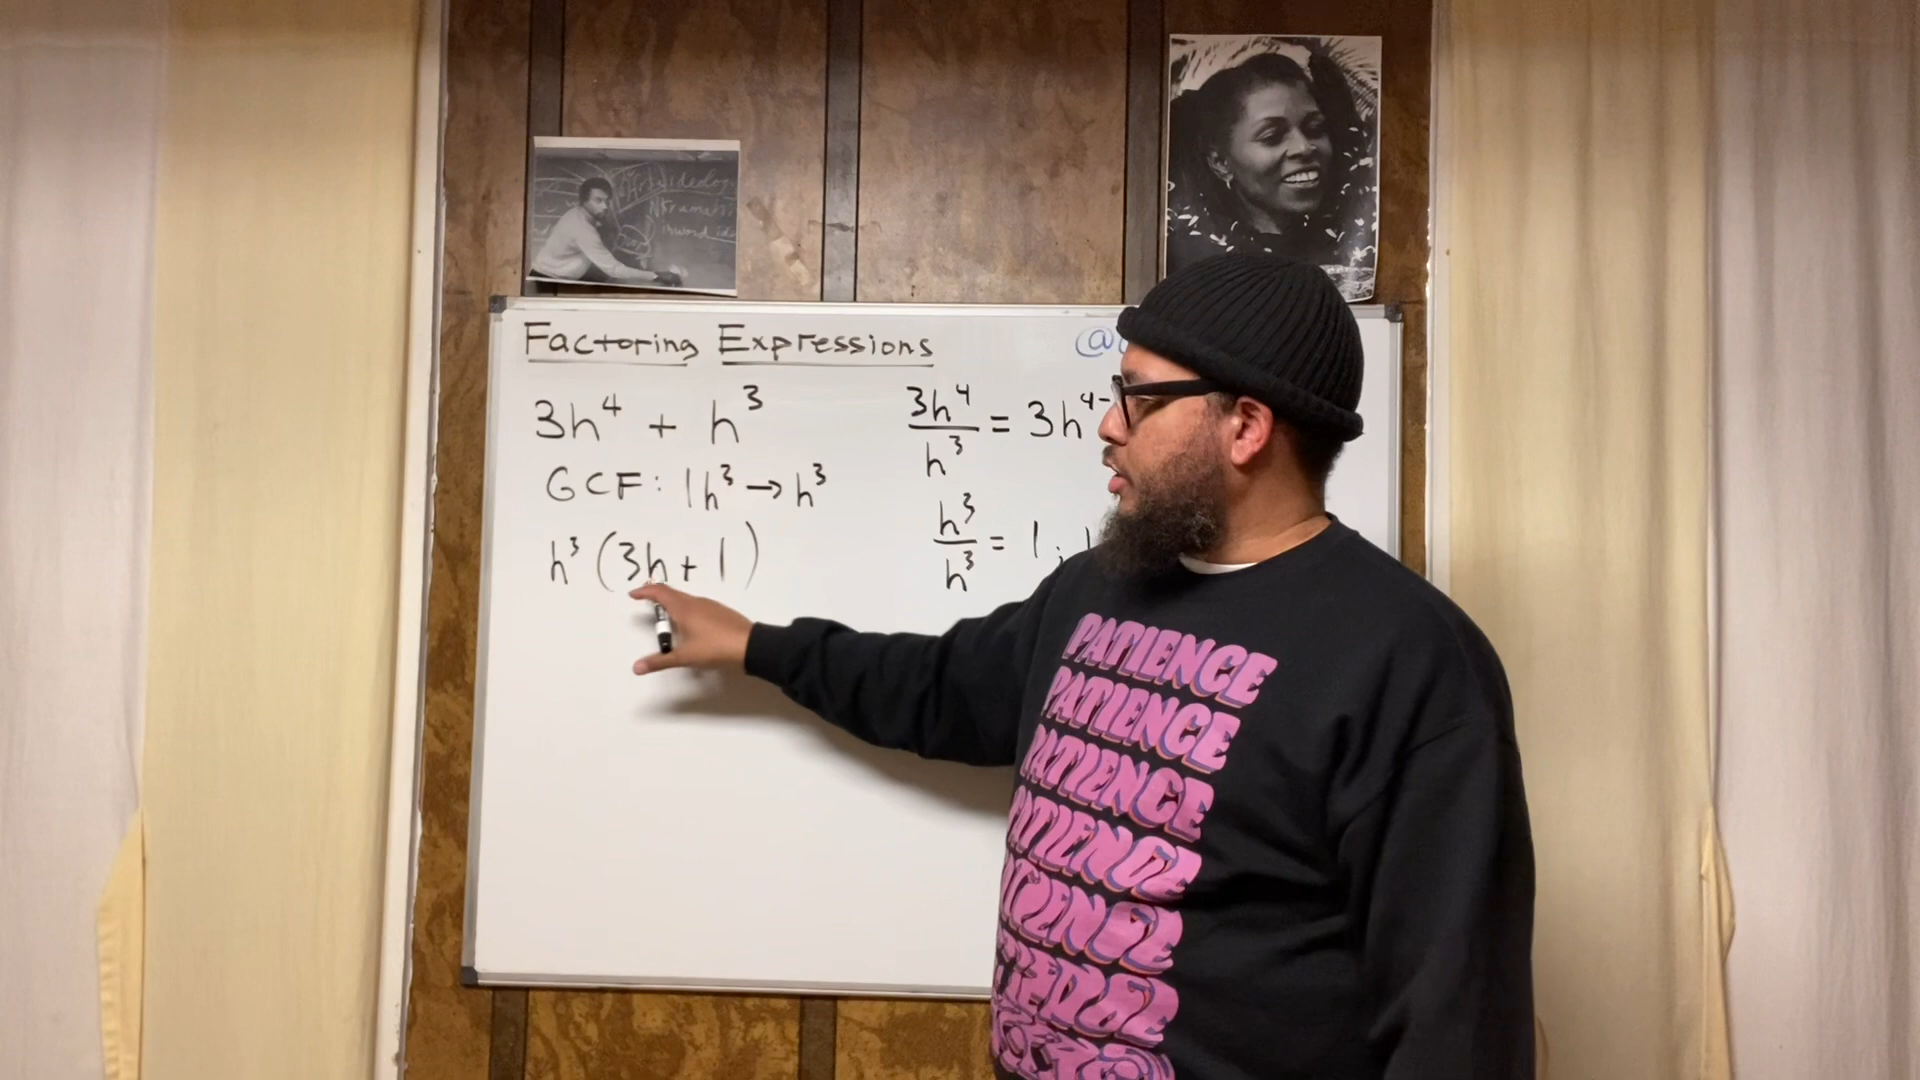 Factoring Expressions
3h⁴ + h³
GCF: 1h³ → h³
h³ (3h + 1)
@
3h⁴/h³ = 3h⁴⁻
h³/h³ = 1
PATIENCE
PATIENCE
PATIENCE
PATIENCE
PATIENCE